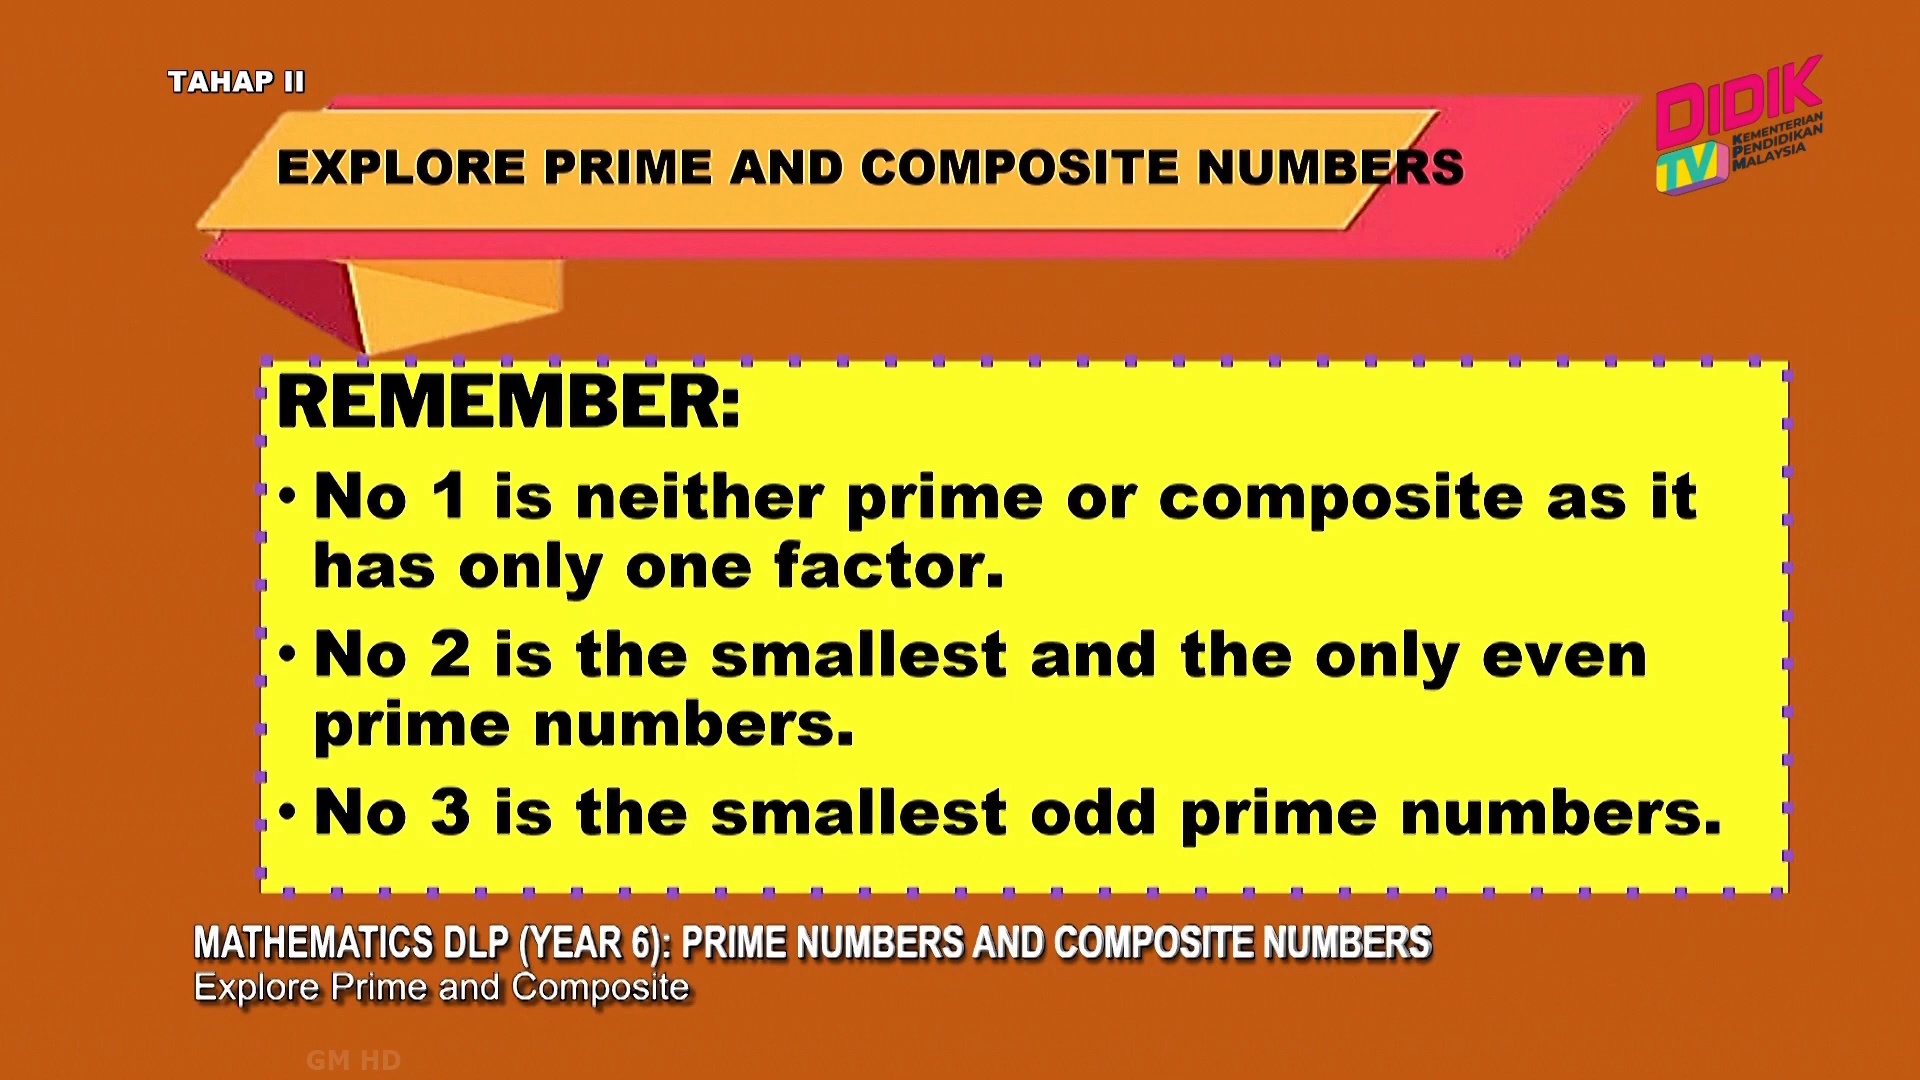 TAHAP II
DIDIK
TV
KEMENTERIAN
PENDIDIKAN
MALAYSIA
EXPLORE PRIME AND COMPOSITE NUMBERS
REMEMBER:
• No 1 is neither prime or composite as it
has only one factor.
• No 2 is the smallest and the only even
prime numbers.
• No 3 is the smallest odd prime numbers.
MATHEMATICS DLP (YEAR 6): PRIME NUMBERS AND COMPOSITE NUMBERS
Explore Prime and Composite
GM HD